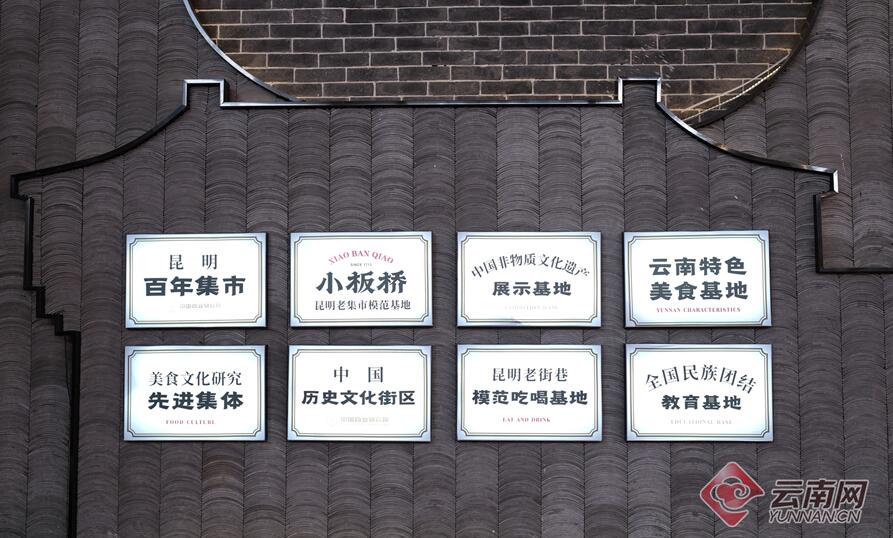 昆明
百年集市
XIAO BAN QIAO
SINCE 1713
小板桥
昆明老集市模范基地
中国非物质文化遗产
展示基地
云南特色
美食基地
YUNNAN CHARACTERISTICS
美食文化研究
先进集体
FOOD CULTURE
中国
历史文化街区
昆明老街巷
模范吃喝基地
EAT AND DRINK
全国民族团结
教育基地
EDUCATIONAL BASE
云南网
YUNNAN.CN